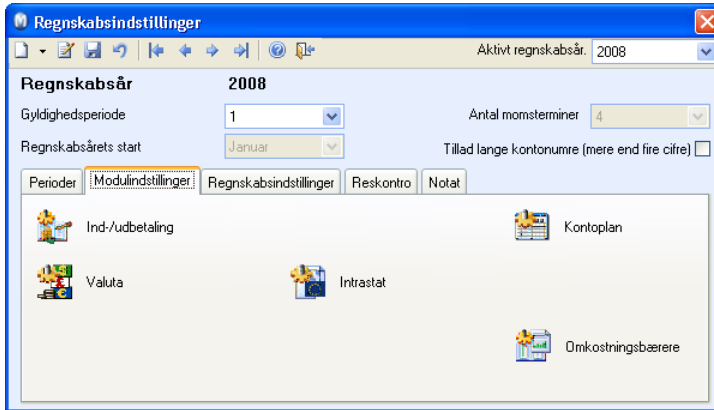 Regnskabsindstillinger
Aktivt regnskabsår. 2008
Regnskabsår 2008
Gyldighedsperiode 1 Antal momsterminer 4
Regnskabsårets start Januar Tillad lange kontonumre (mere end fire cifre)
Perioder Modulindstillinger Regnskabsindstillinger Reskontro Notat
Ind-/udbetaling Kontoplan
Valuta Intrastat
Omkostningsbærere